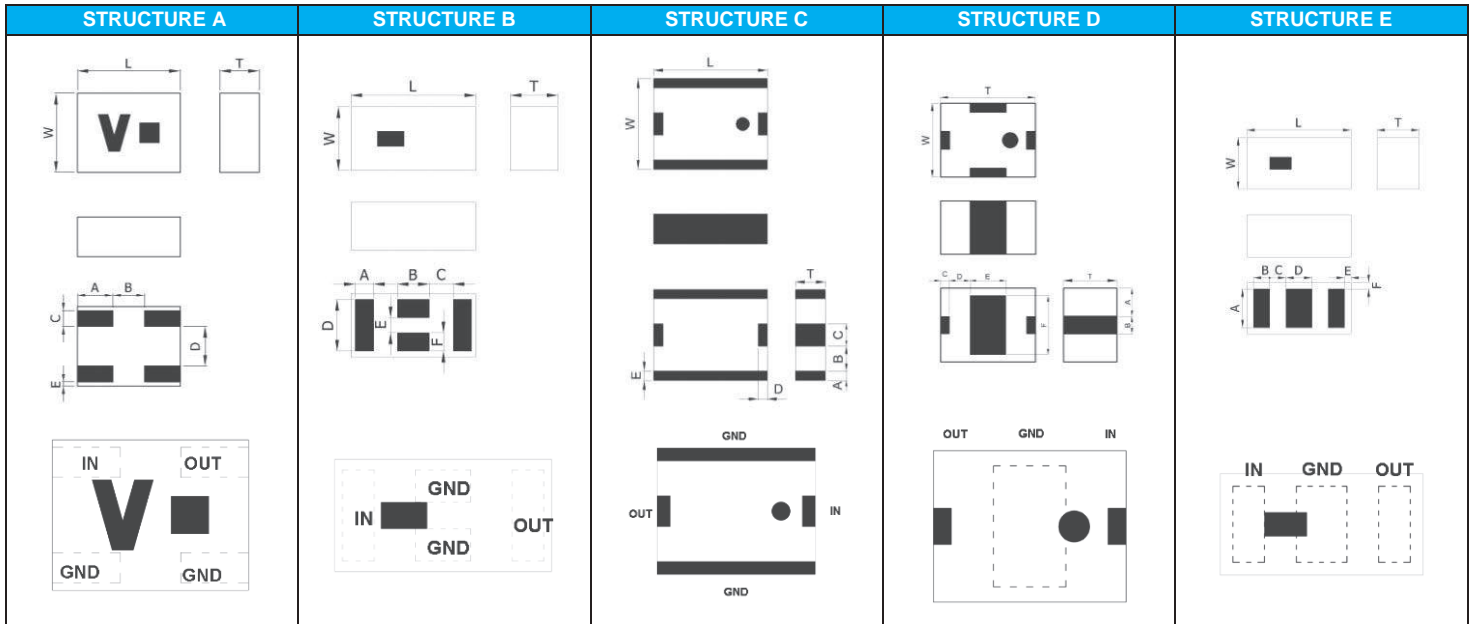 STRUCTURE A
STRUCTURE B
STRUCTURE C
STRUCTURE D
STRUCTURE E
L
T
W
V
A
B
C
D
E
IN
OUT
V
GND
GND
L
T
W
A
B
C
D
E
F
GND
IN
OUT
GND
L
W
T
E
D
C
B
A
GND
OUT
IN
GND
T
W
C
D
E
T
F
A
B
OUT
GND
IN
L
T
W
B
C
D
E
F
A
IN
GND
OUT